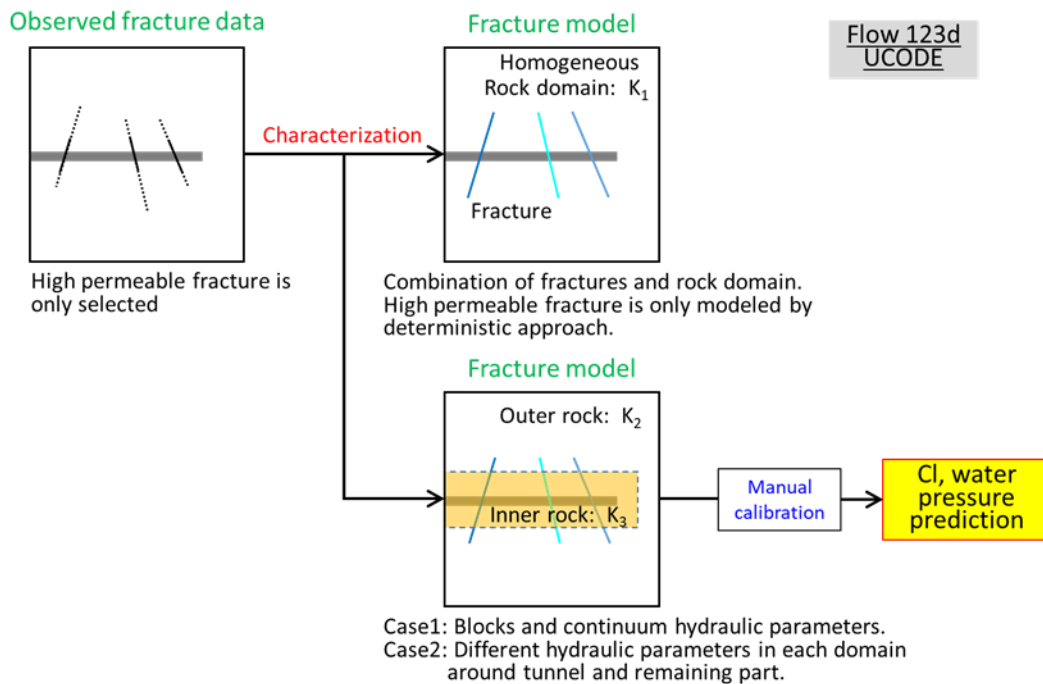 Observed fracture data
High permeable fracture is
only selected
Characterization
Fracture model
Homogeneous
Rock domain: K₁
Fracture
Combination of fractures and rock domain.
High permeable fracture is only modeled by
deterministic approach.
Flow 123d
UCODE
Fracture model
Outer rock: K₂
Inner rock: K₃
Case1: Blocks and continuum hydraulic parameters.
Case2: Different hydraulic parameters in each domain
around tunnel and remaining part.
Manual
calibration
Cl, water
pressure
prediction